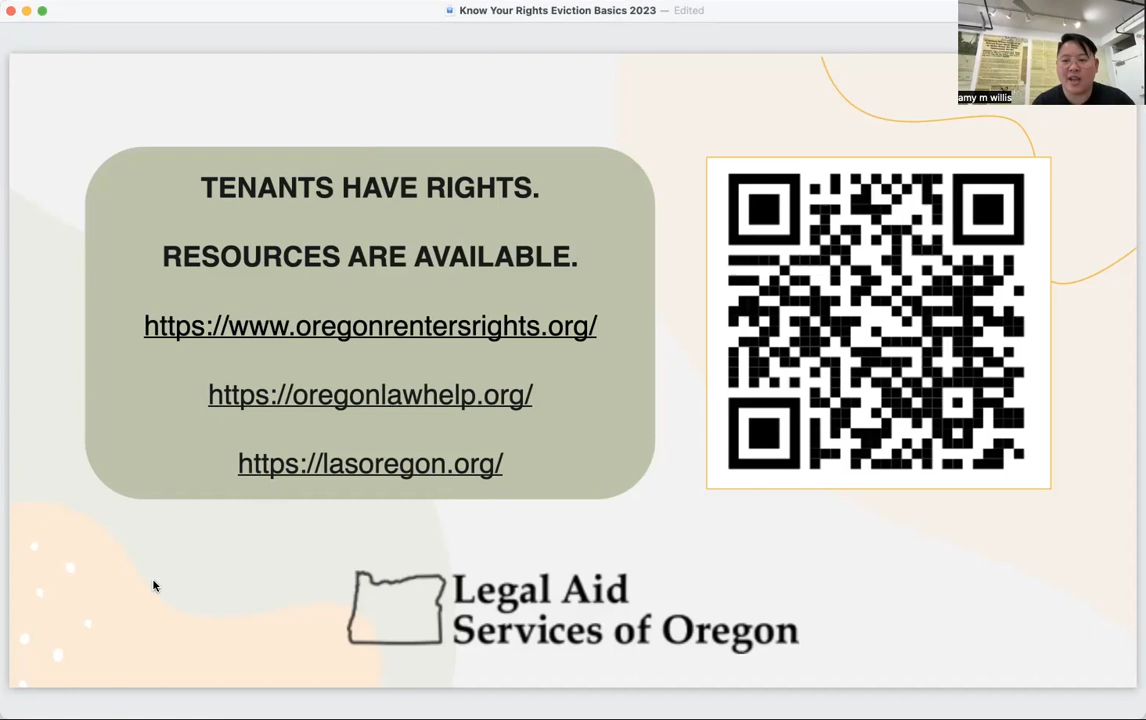 Know Your Rights Eviction Basics 2023 — Edited
amy m willis
TENANTS HAVE RIGHTS.
RESOURCES ARE AVAILABLE.
https://www.oregonrentersrights.org/
https://oregonlawhelp.org/
https://lasoregon.org/
Legal Aid
Services of Oregon